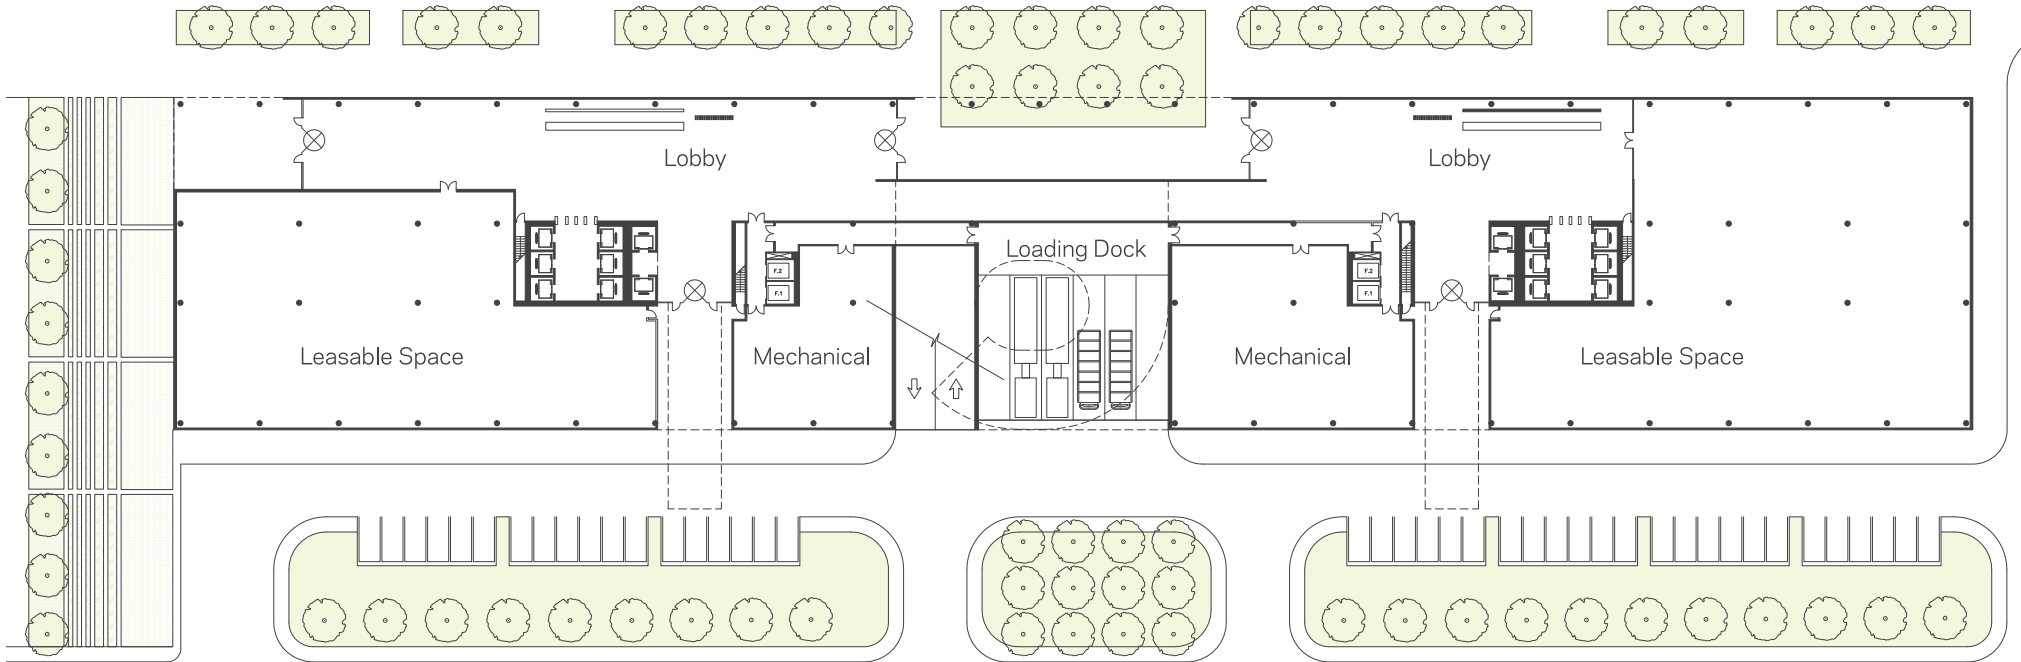 Lobby
Lobby
Loading Dock
F.2
F.2
F.1
F.1
Leasable Space
Mechanical
Mechanical
Leasable Space